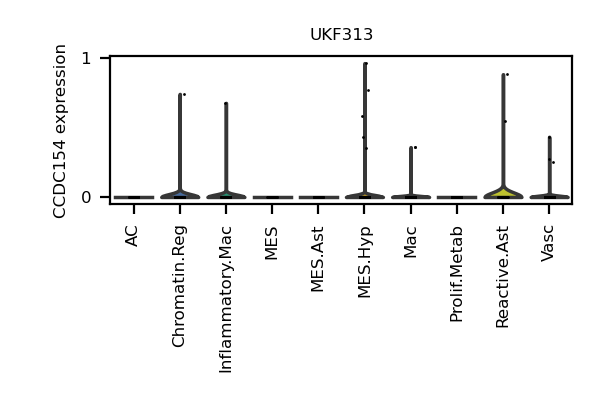 UKF313
CCDC154 expression
1
0
AC
Chromatin.Reg
Inflammatory.Mac
MES
MES.Ast
MES.Hyp
Mac
Prolif.Metab
Reactive.Ast
Vasc